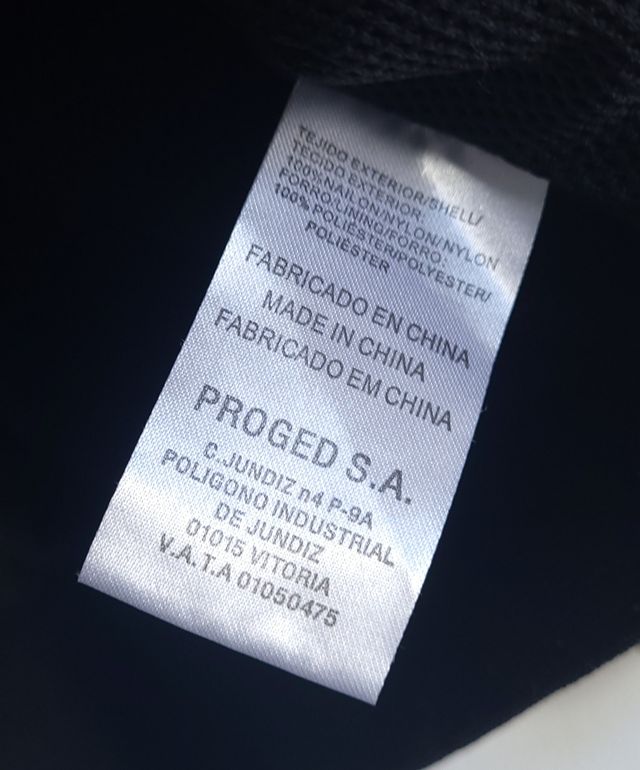 TEJIDO EXTERIOR/SHELL/
TECIDO EXTERIOR:
100%NAILON/NYLON/NYLON
FORRO:LINING/FORRO:
100% POLIÉSTER/POLYESTER/
POLIÉSTER
FABRICADO EN CHINA
MADE IN CHINA
FABRICADO EM CHINA
PROGED S.A.
C.JUNDIZ n4 P-9A
POLIGONO INDUSTRIAL
DE JUNDIZ
01015 VITORIA
V.A.T.A 01050475